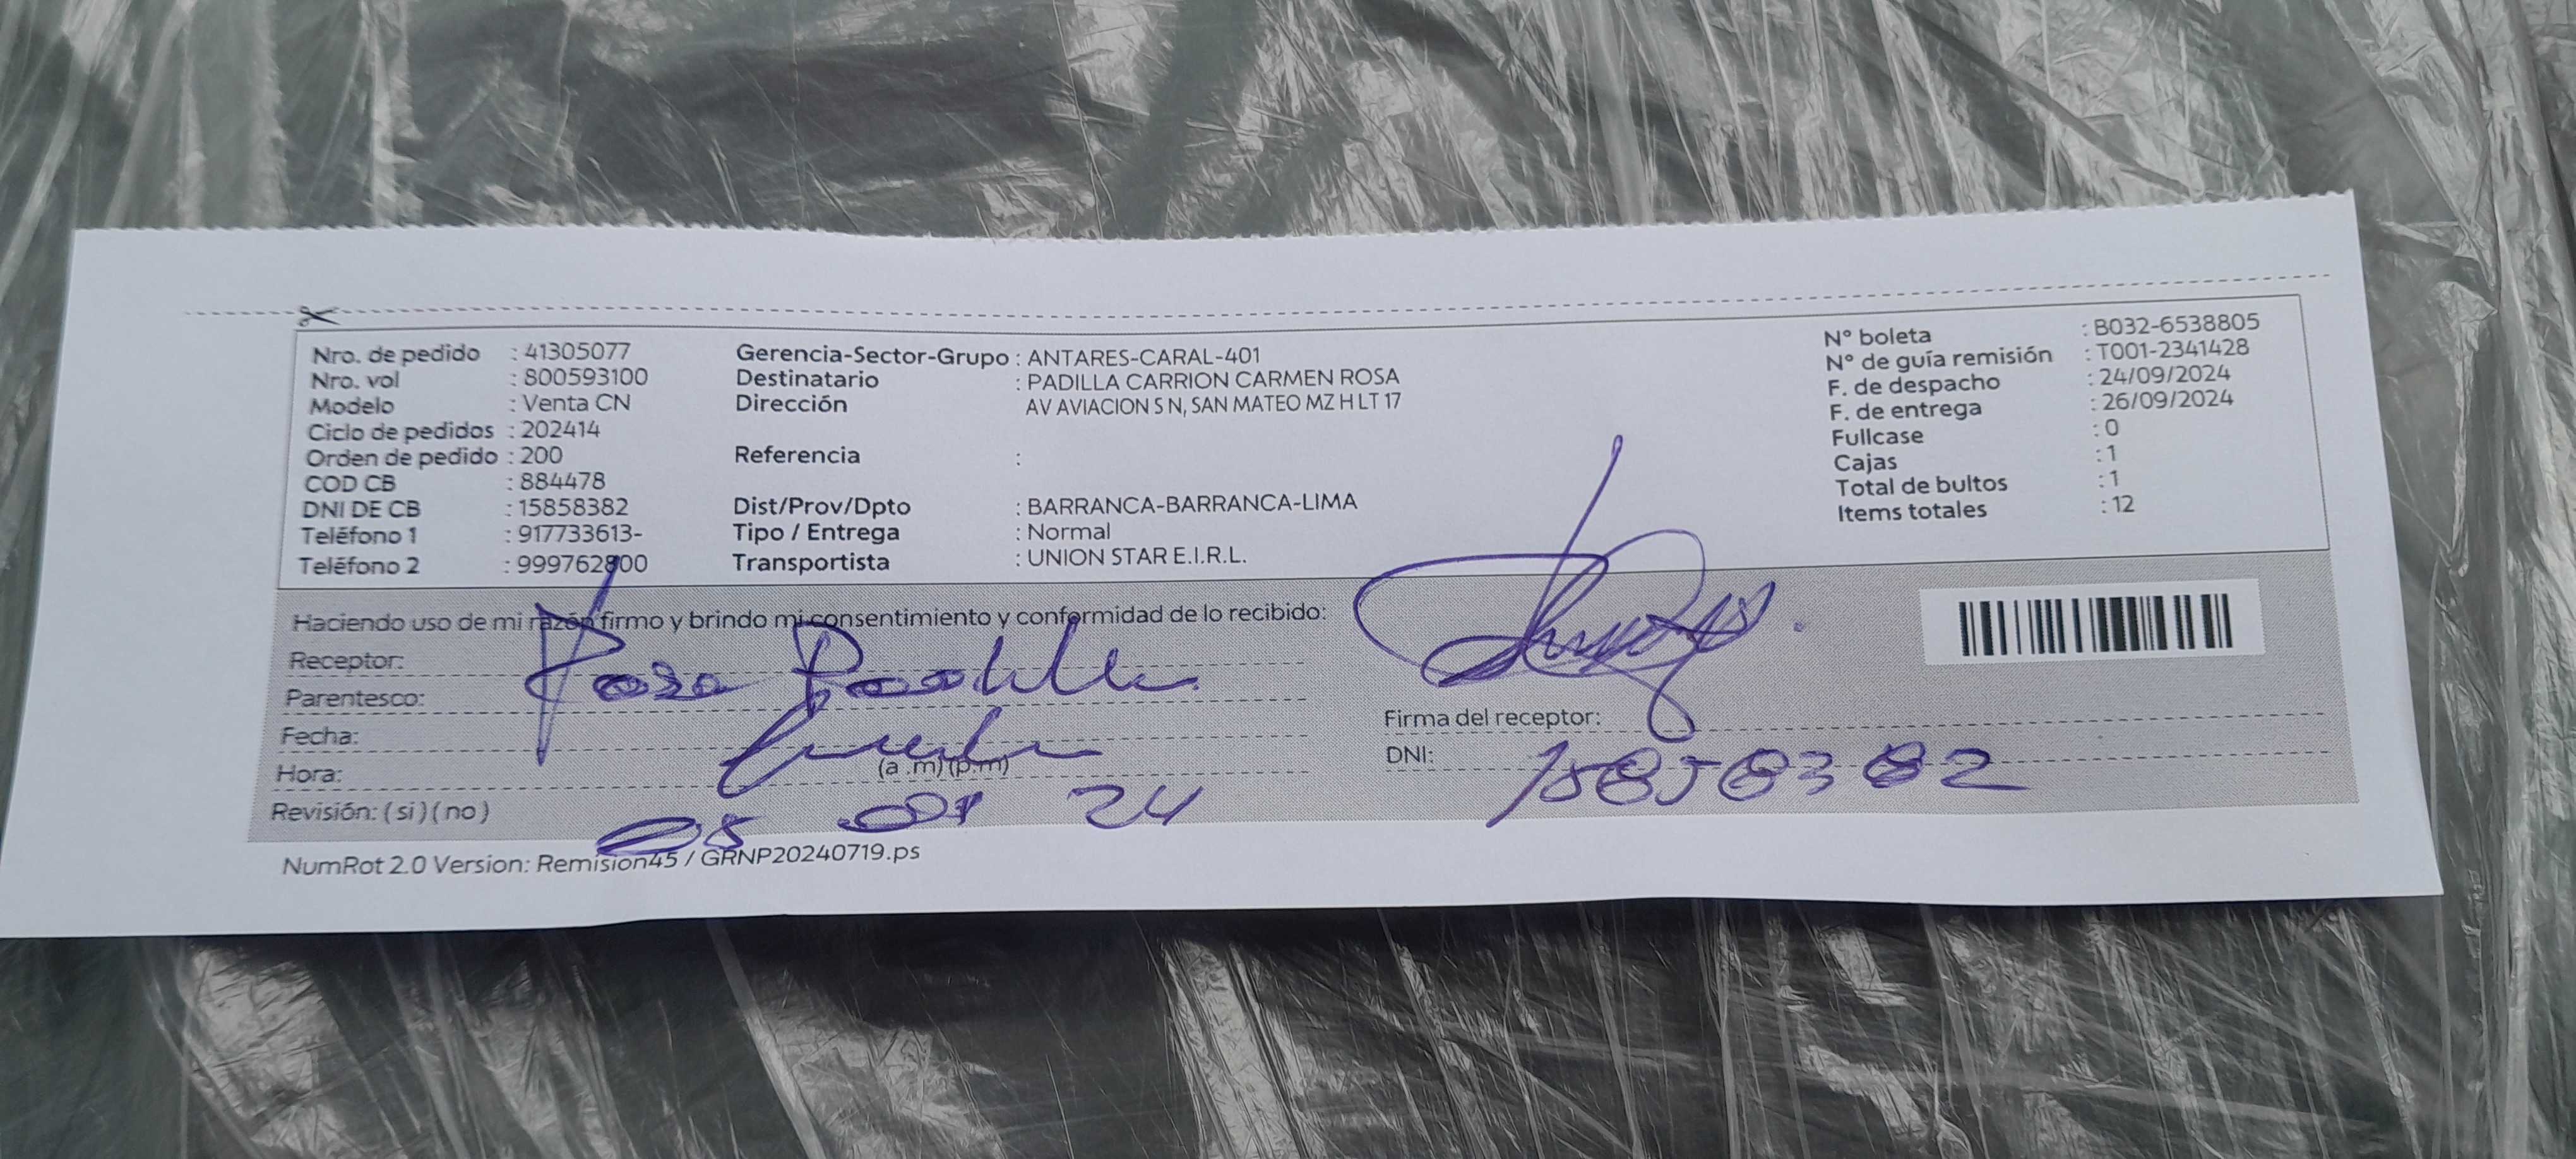 Nro. de pedido : 41305077
Nro. vol : 800593100
Modelo : Venta CN
Ciclo de pedidos : 202414
Orden de pedido : 200
COD CB : 884478
DNI DE CB : 15858382
Teléfono 1 : 917733613-
Teléfono 2 : 999762800
Gerencia-Sector-Grupo : ANTARES-CARAL-401
Destinatario : PADILLA CARRION CARMEN ROSA
Dirección AV AVIACION S N, SAN MATEO MZ H LT 17
Referencia :
Dist/Prov/Dpto : BARRANCA-BARRANCA-LIMA
Tipo / Entrega : Normal
Transportista : UNION STAR E.I.R.L.
N° boleta : B032-6538805
N° de guía remisión : T001-2341428
F. de despacho : 24/09/2024
F. de entrega : 26/09/2024
Fullcase : 0
Cajas : 1
Total de bultos : 1
Items totales : 12
Haciendo uso de mi razón firmo y brindo mi consentimiento y conformidad de lo recibido:
Receptor: Rosa Padilla
Parentesco:
Fecha:
Hora: (a .m) (p.m)
Revisión: ( si ) ( no ) 24
Firma del receptor:
DNI: 15858382
NumRot 2.0 Version: Remision45 / GRNP20240719.ps